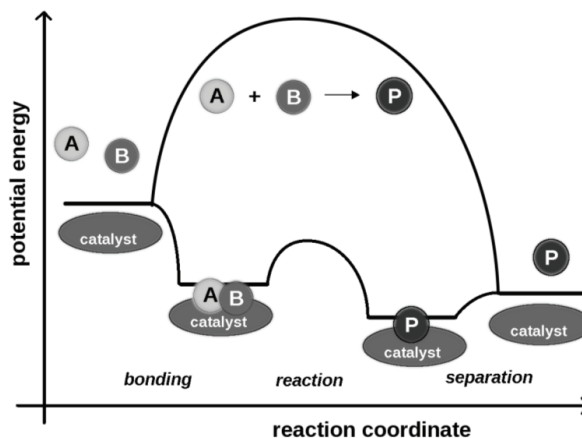 A + B → P
A
B
potential energy
catalyst
A B
catalyst
P
catalyst
P
catalyst
bonding reaction separation
reaction coordinate